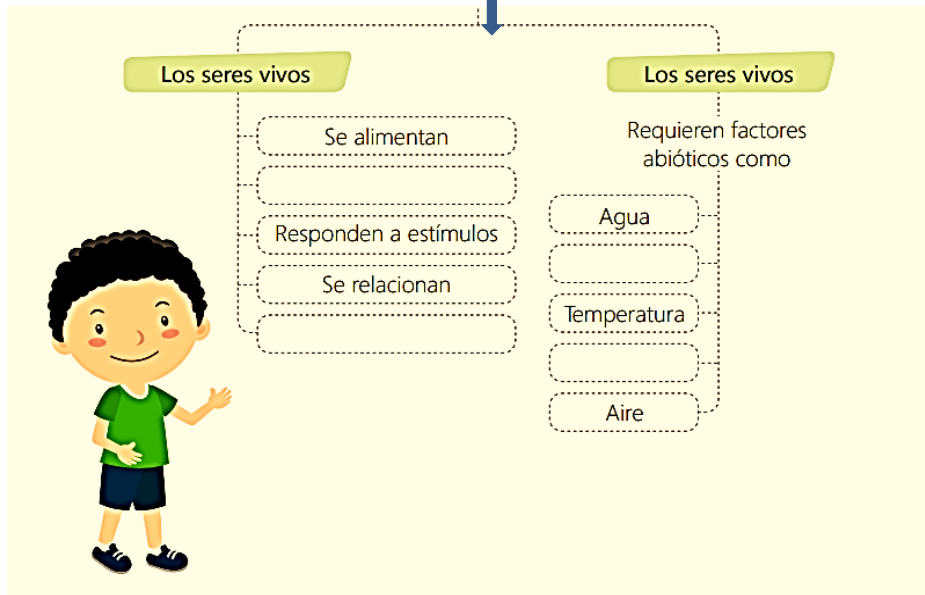 Los seres vivos
Se alimentan
Responden a estímulos
Se relacionan
Los seres vivos
Requieren factores
abióticos como
Agua
Temperatura
Aire